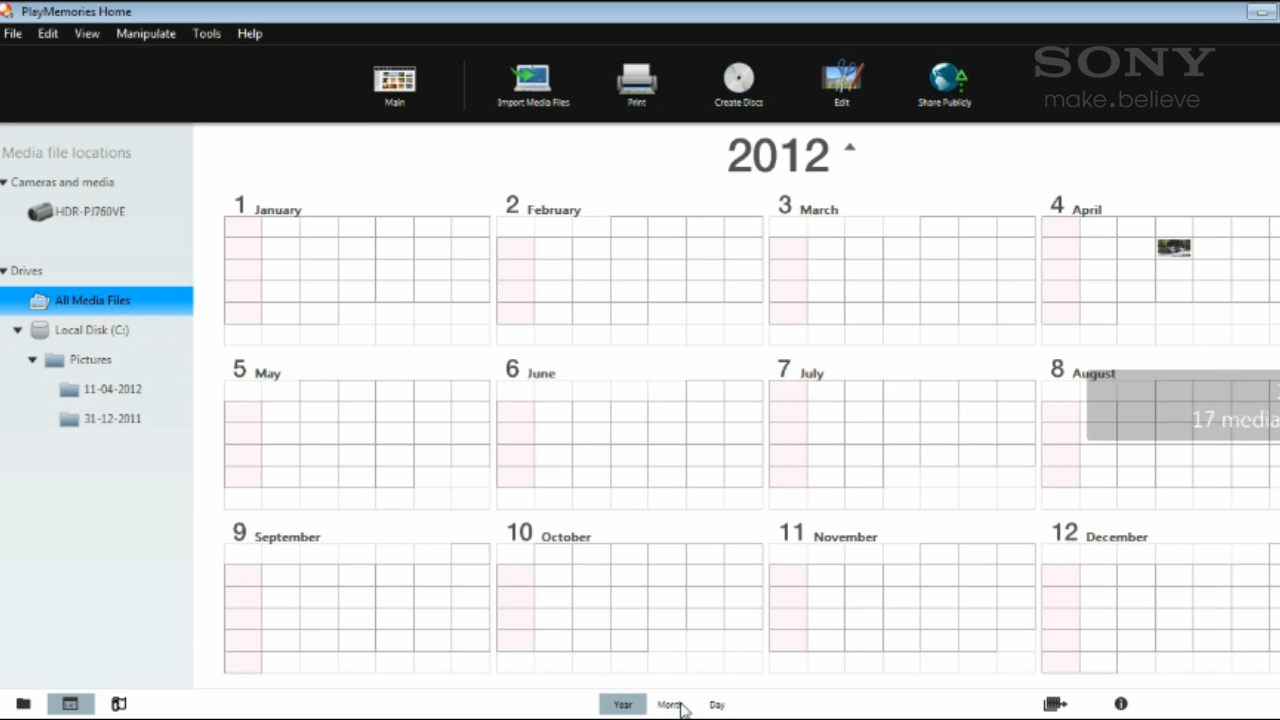 PlayMemories Home
File Edit View Manipulate Tools Help
SONY
make.believe
Main Import Media Files Print Create Discs Edit Share Publicly
Media file locations
Cameras and media
HDR-PJ760VE
Drives
All Media Files
Local Disk (C:)
Pictures
11-04-2012
31-12-2011
2012
1 January 2 February 3 March 4 April
5 May 6 June 7 July 8 August
17 media
9 September 10 October 11 November 12 December
Year Month Day